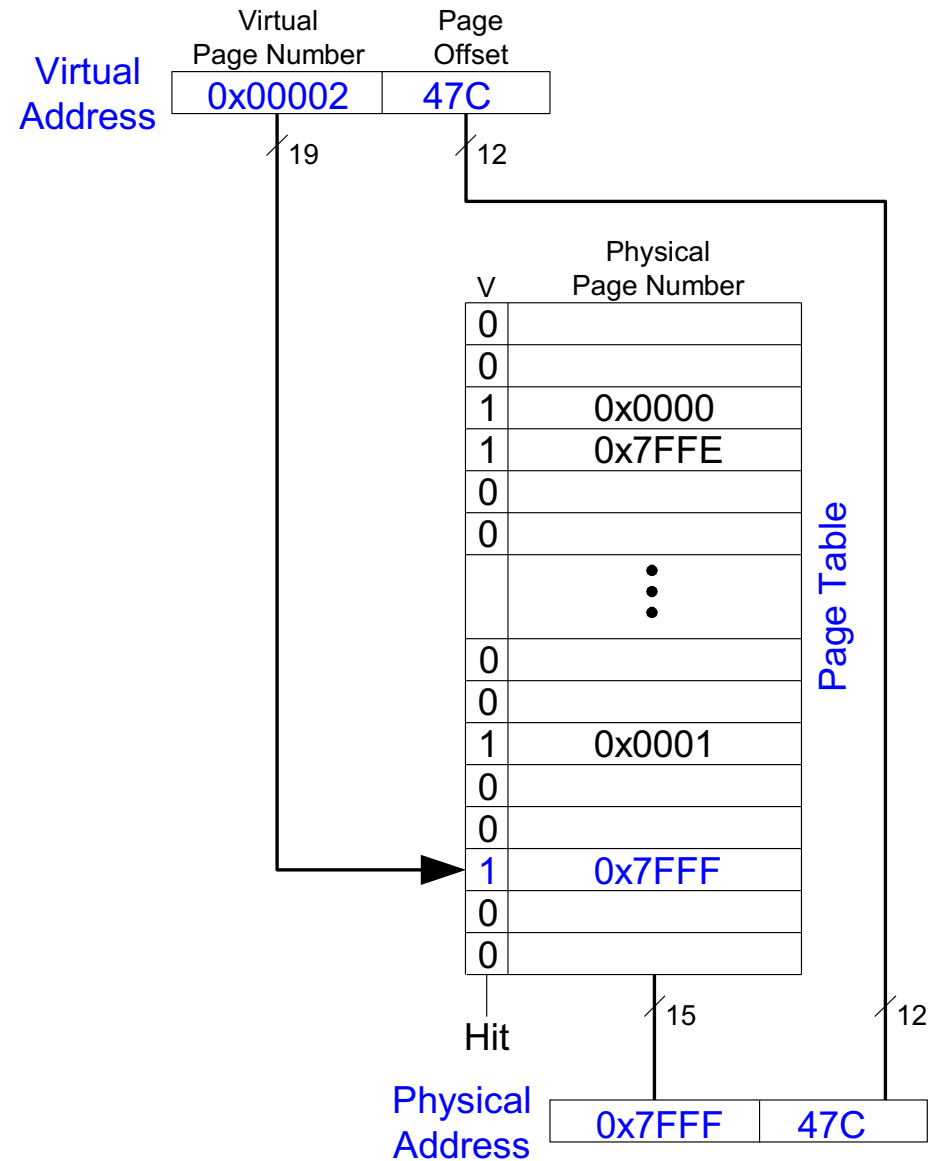 Virtual
Page Number
Page
Offset
Virtual
Address
0x00002
47C
19
12
Physical
Page Number
V
0
0
1 0x0000
1 0x7FFE
0
0
0
0
1 0x0001
0
0
1 0x7FFF
0
0
Page Table
Hit
15
12
Physical
Address
0x7FFF
47C